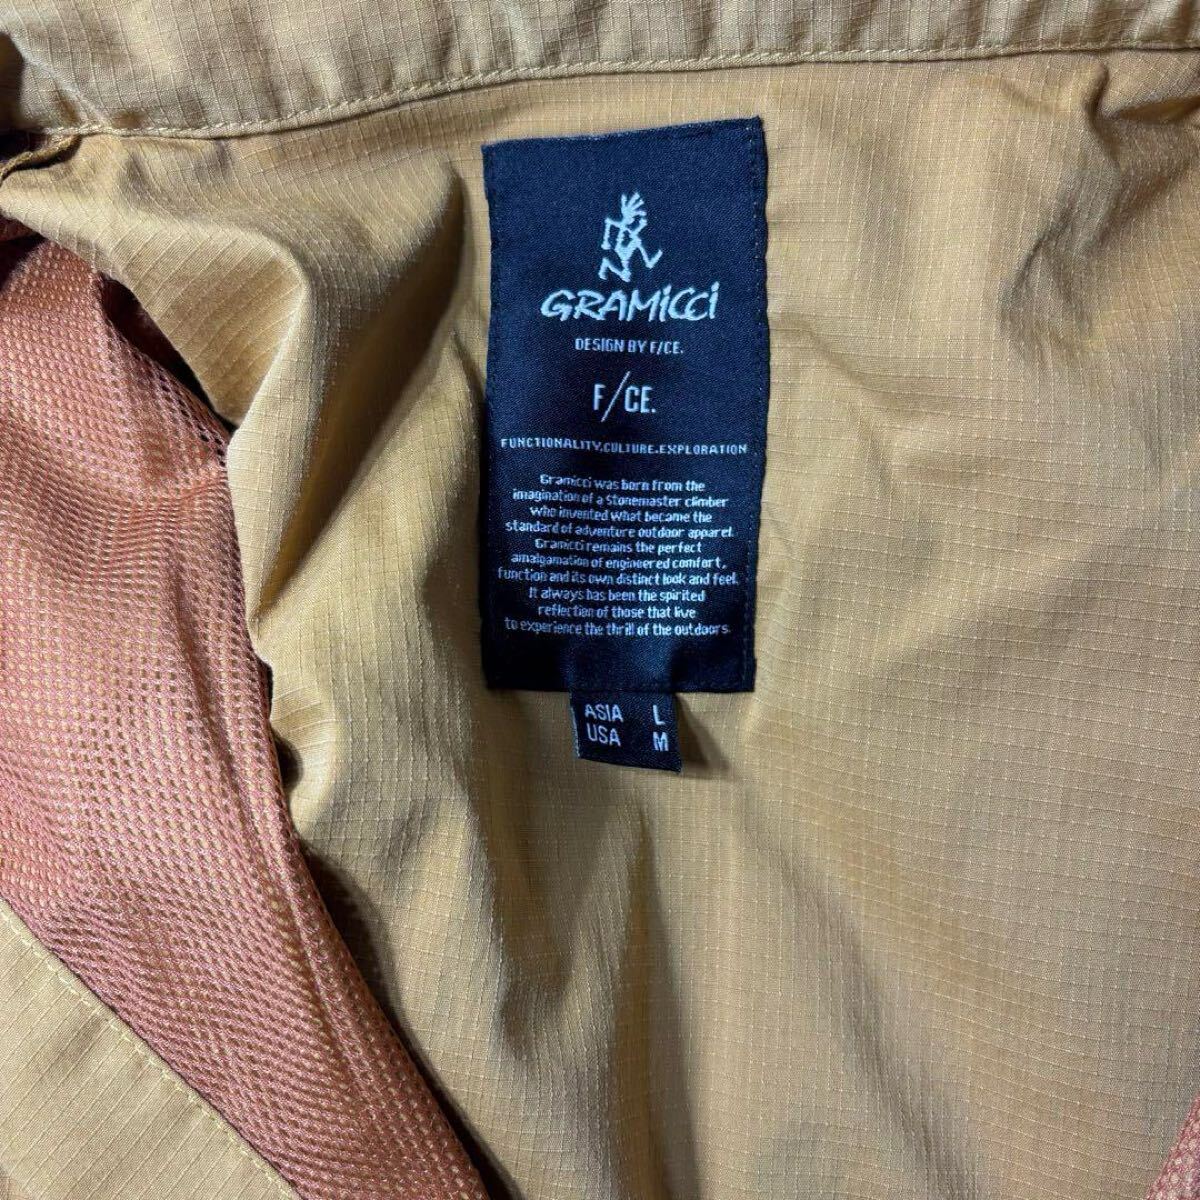 GRAMiCCi
DESIGN BY F/CE.
F/CE.
FUNCTIONALITY.CULTURE.EXPLORATION
Gramicci was born from the
imagination of a Stonemaster climber
who invented what became the
standard of adventure outdoor apparel.
Gramicci remains the perfect
amalgamation of engineered comfort,
function and its own distinct look and feel.
It always has been the spirited
reflection of those that live
to experience the thrill of the outdoors.
ASIA L
USA M